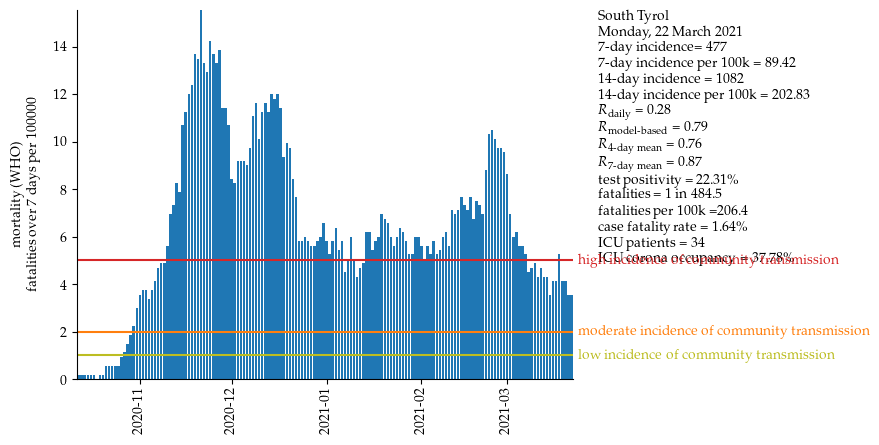 South Tyrol
Monday, 22 March 2021
7-day incidence= 477
7-day incidence per 100k = 89.42
14-day incidence = 1082
14-day incidence per 100k = 202.83
R daily = 0.28
R model-based = 0.79
R 4-day mean = 0.76
R 7-day mean = 0.87
test positivity = 22.31%
fatalities = 1 in 484.5
fatalities per 100k =206.4
case fatality rate = 1.64%
ICU patients = 34
ICU corona occupancy = 37.78%
high incidence of community transmission
moderate incidence of community transmission
low incidence of community transmission
mortality (WHO)
fatalities over 7 days per 100000
14
12
10
8
6
4
2
0
2020-11
2020-12
2021-01
2021-02
2021-03